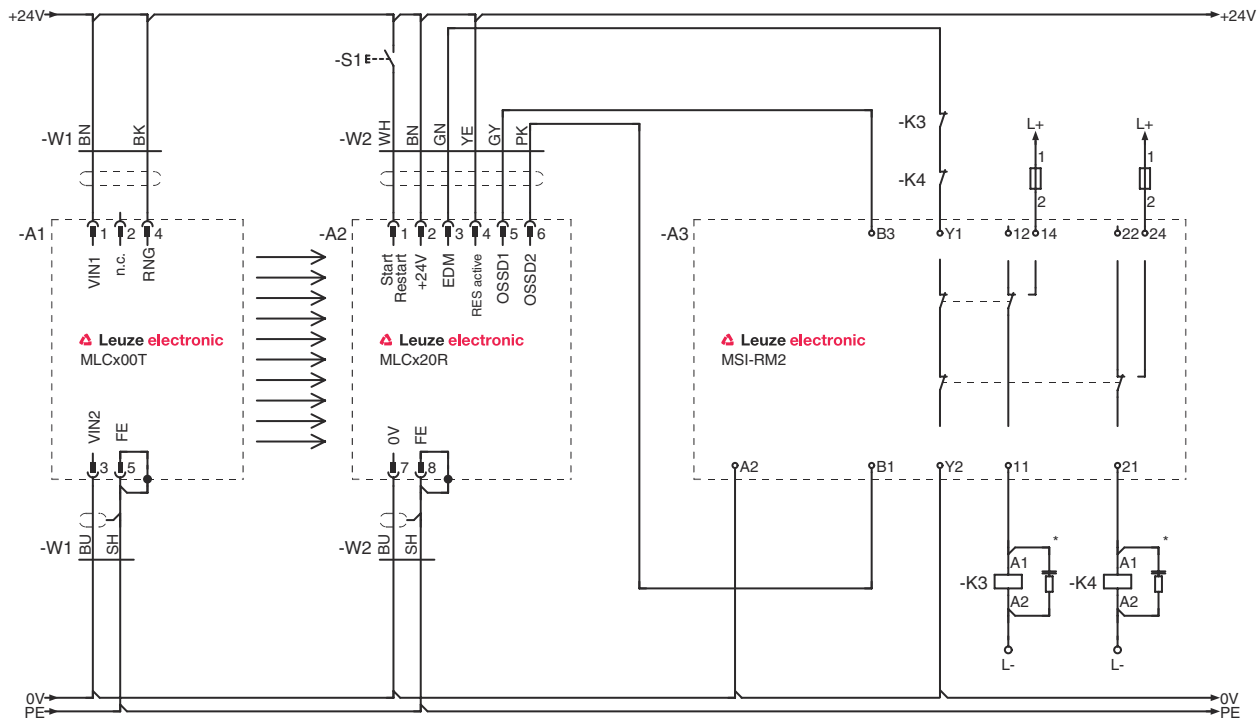 +24V
+24V
-S1
-W1
BN
BK
-W2
WH
BN
GN
YE
GY
PK
-K3
-K4
L+
1
2
L+
1
2
-A1
1
2
4
VIN1
n.c.
RNG
-A2
1
2
3
4
5
6
Start
Restart
+24V
EDM
RES active
OSSD1
OSSD2
-A3
B3
Y1
12
14
22
24
Leuze electronic
MLCx00T
Leuze electronic
MLCx20R
Leuze electronic
MSI-RM2
VIN2
FE
3
5
0V
FE
7
8
A2
B1
Y2
11
21
-W1
BU
SH
-W2
BU
SH
-K3
A1
A2
*
L-
-K4
A1
A2
*
L-
0V
0V
PE
PE